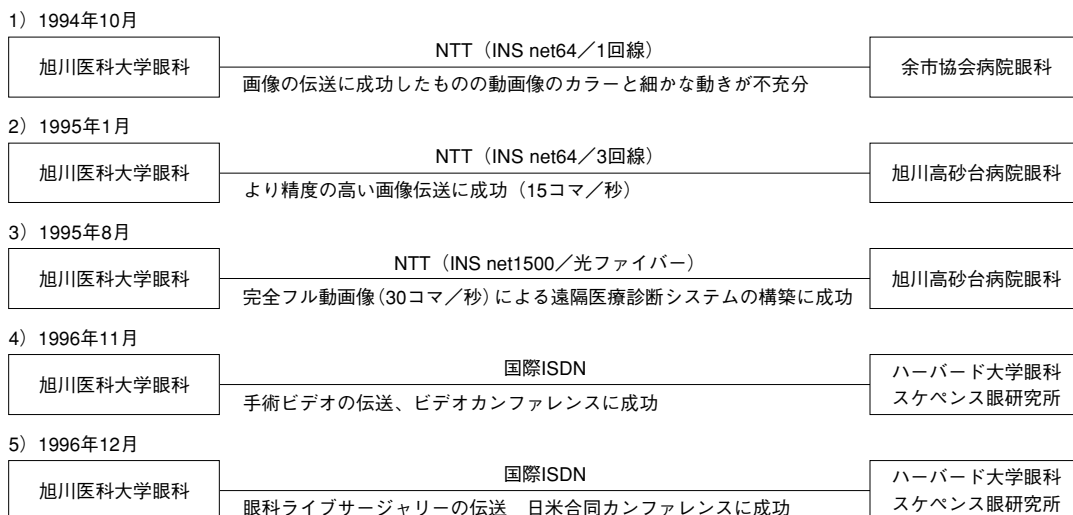 1）1994年10月
旭川医科大学眼科
NTT（INS net64／1回線）
画像の伝送に成功したものの動画像のカラーと細かな動きが不充分
余市協会病院眼科
2）1995年1月
旭川医科大学眼科
NTT（INS net64／3回線）
より精度の高い画像伝送に成功（15コマ／秒）
旭川高砂台病院眼科
3）1995年8月
旭川医科大学眼科
NTT（INS net1500／光ファイバー）
完全フル動画像（30コマ／秒）による遠隔医療診断システムの構築に成功
旭川高砂台病院眼科
4）1996年11月
旭川医科大学眼科
国際ISDN
手術ビデオの伝送、ビデオカンファレンスに成功
ハーバード大学眼科
スケペンス眼研究所
5）1996年12月
旭川医科大学眼科
国際ISDN
眼科ライブサージャリーの伝送　日米合同カンファレンスに成功
ハーバード大学眼科
スケペンス眼研究所